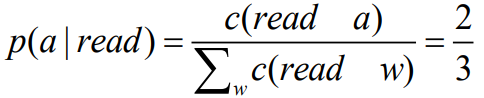 p(a | read) = c(read a) / ∑_w c(read w) = 2/3